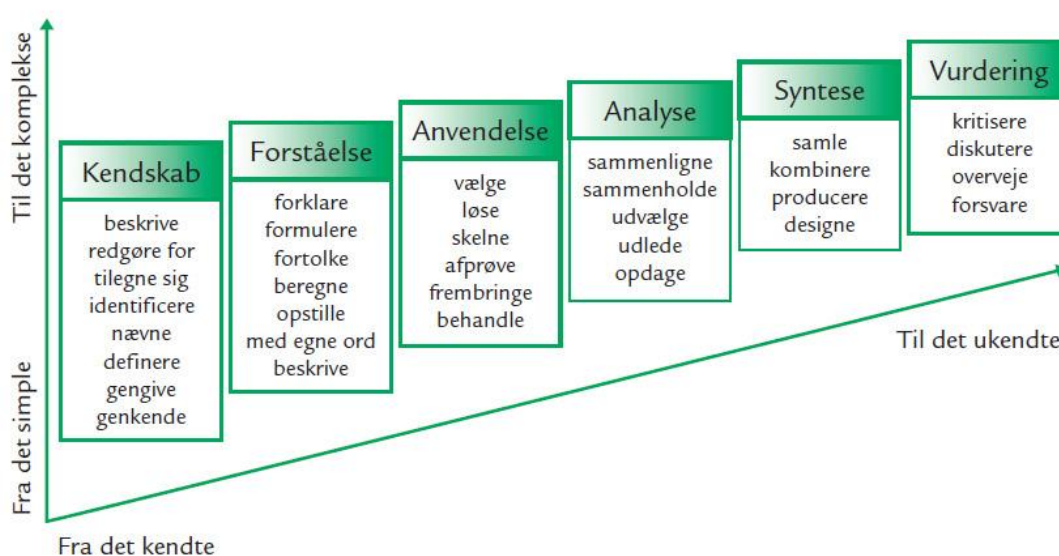 Til det komplekse
Fra det simple
Kendskab
beskrive
redgøre for
tilegne sig
identificere
nævne
definere
gengive
genkende
Forståelse
forklare
formulere
fortolke
beregne
opstille
med egne ord
beskrive
Anvendelse
vælge
løse
skelne
afprøve
frembringe
behandle
Analyse
sammenligne
sammenholde
udvælge
udlede
opdage
Syntese
samle
kombinere
producere
designe
Vurdering
kritisere
diskutere
overveje
forsvare
Til det ukendte
Fra det kendte